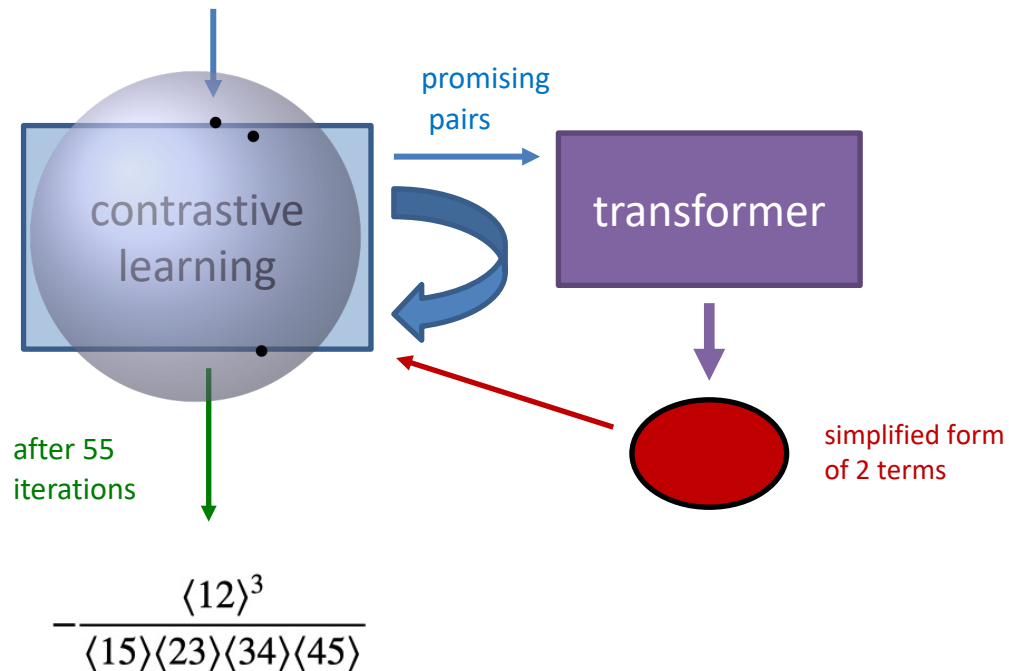 promising
pairs
contrastive
learning
transformer
after 55
iterations
simplified form
of 2 terms
-\frac{⟨12⟩^3}{⟨15⟩⟨23⟩⟨34⟩⟨45⟩}